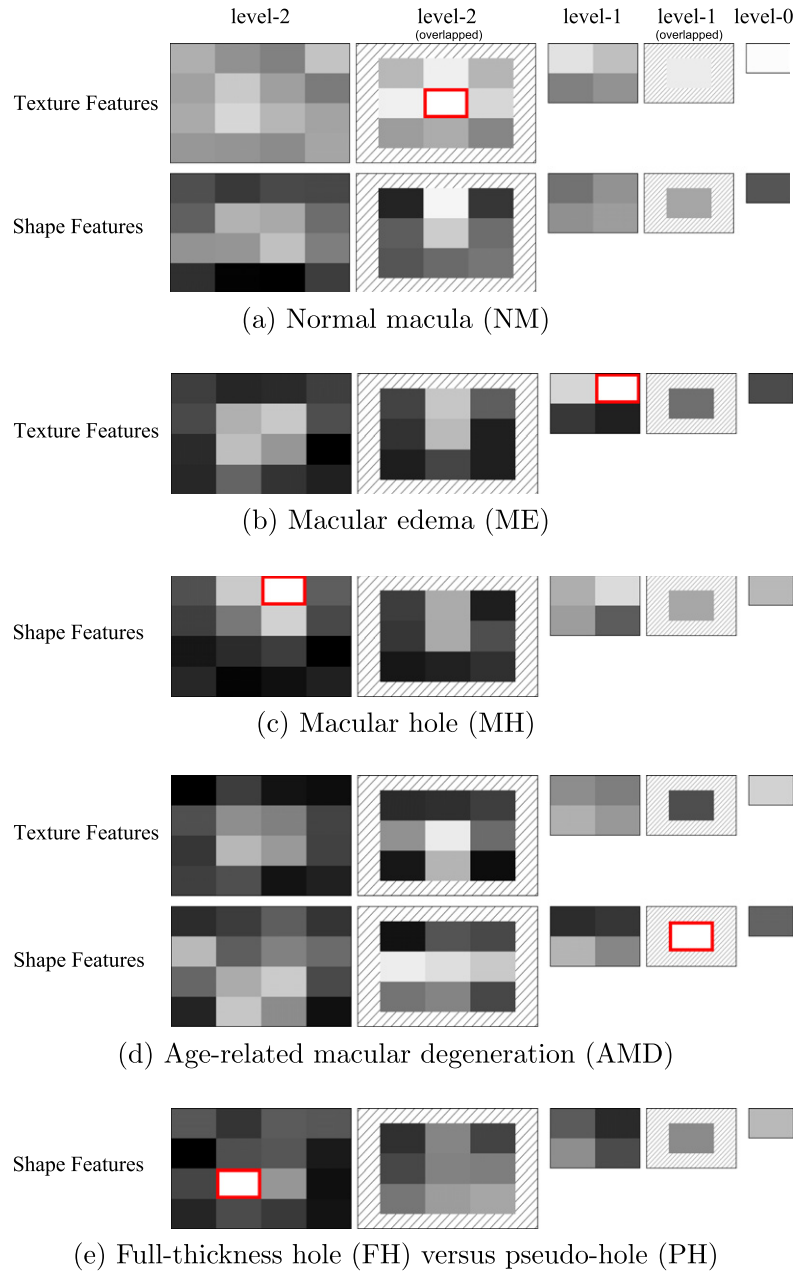 level-2 level-2 level-1 level-1 level-0
(overlapped) (overlapped)
Texture Features
Shape Features
(a) Normal macula (NM)
Texture Features
(b) Macular edema (ME)
Shape Features
(c) Macular hole (MH)
Texture Features
Shape Features
(d) Age-related macular degeneration (AMD)
Shape Features
(e) Full-thickness hole (FH) versus pseudo-hole (PH)